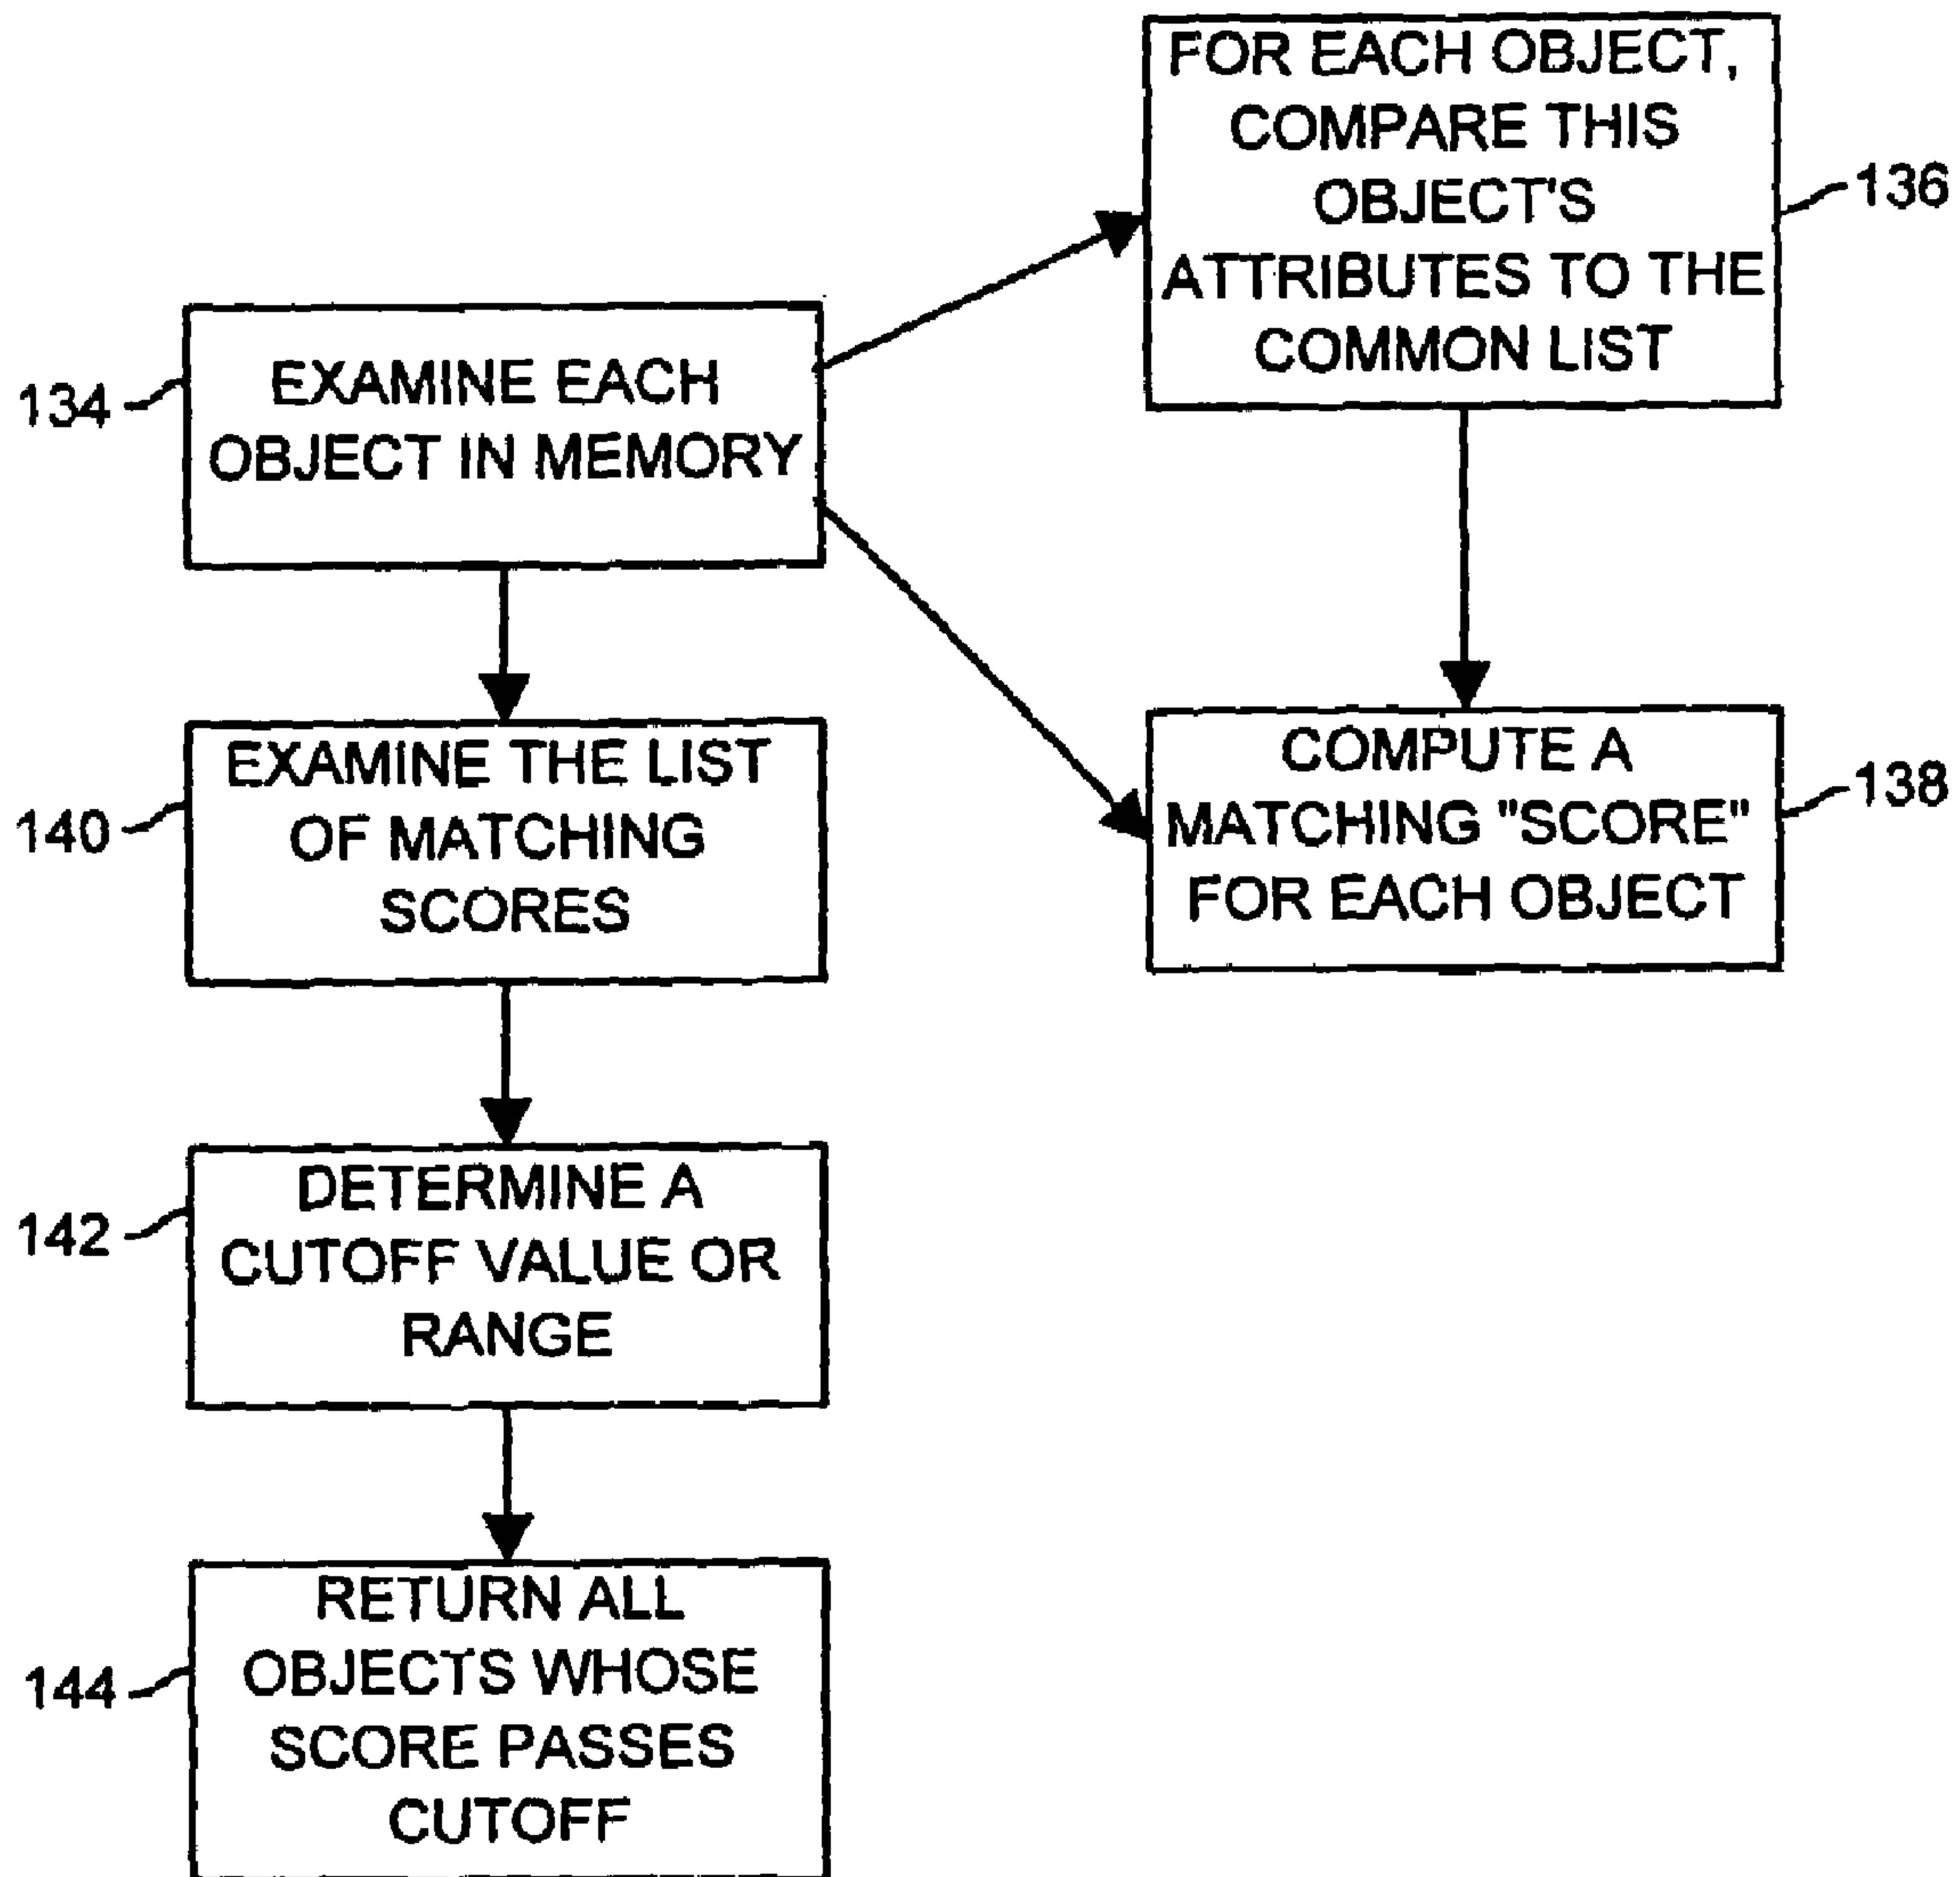 FOR EACH OBJECT,
COMPARE THIS
OBJECT'S
ATTRIBUTES TO THE
COMMON LIST
136
134
EXAMINE EACH
OBJECT IN MEMORY
140
EXAMINE THE LIST
OF MATCHING
SCORES
COMPUTE A
MATCHING "SCORE"
FOR EACH OBJECT
138
142
DETERMINE A
CUTOFF VALUE OR
RANGE
144
RETURN ALL
OBJECTS WHOSE
SCORE PASSES
CUTOFF